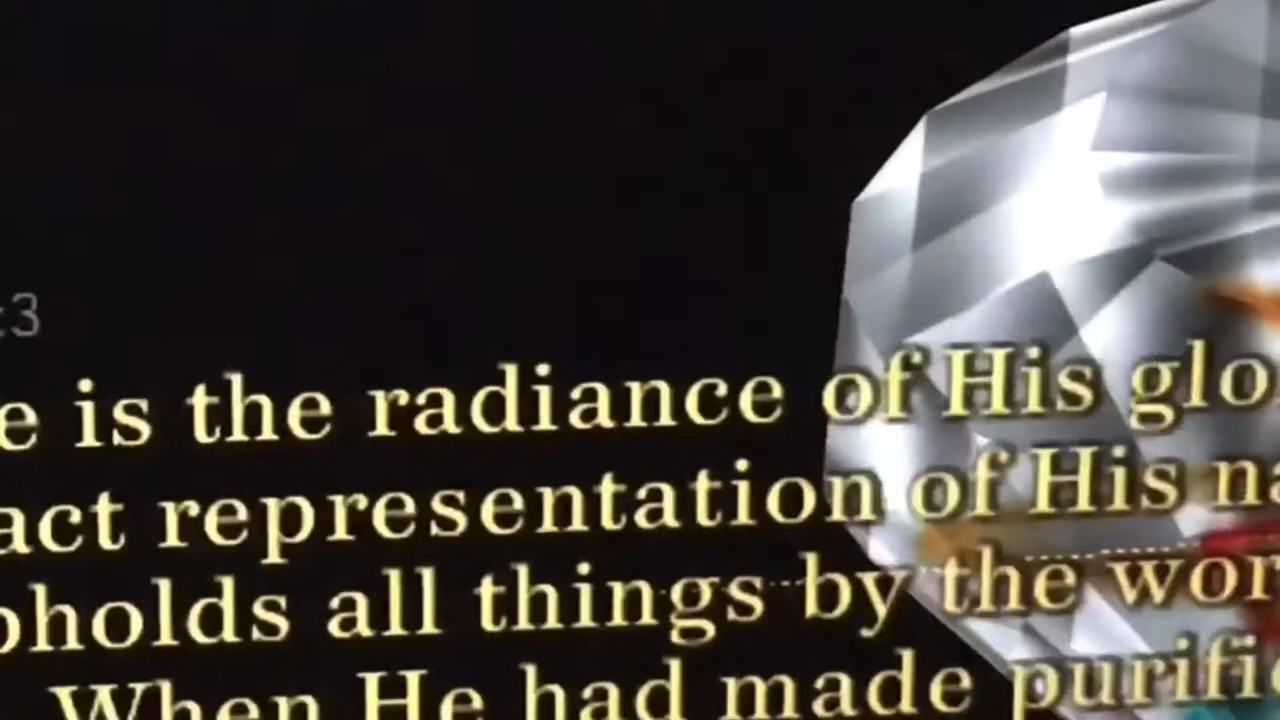 :3
e is the radiance of His glo
act representation of His na
pholds all things by the wor
When He had made purific